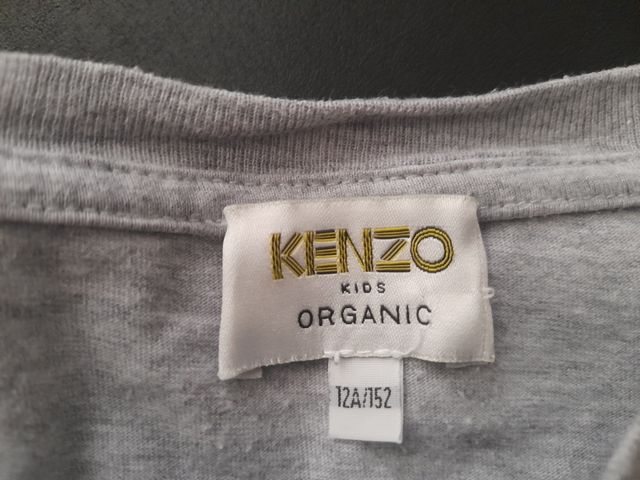 KENZO
KIDS
ORGANIC
12A/152